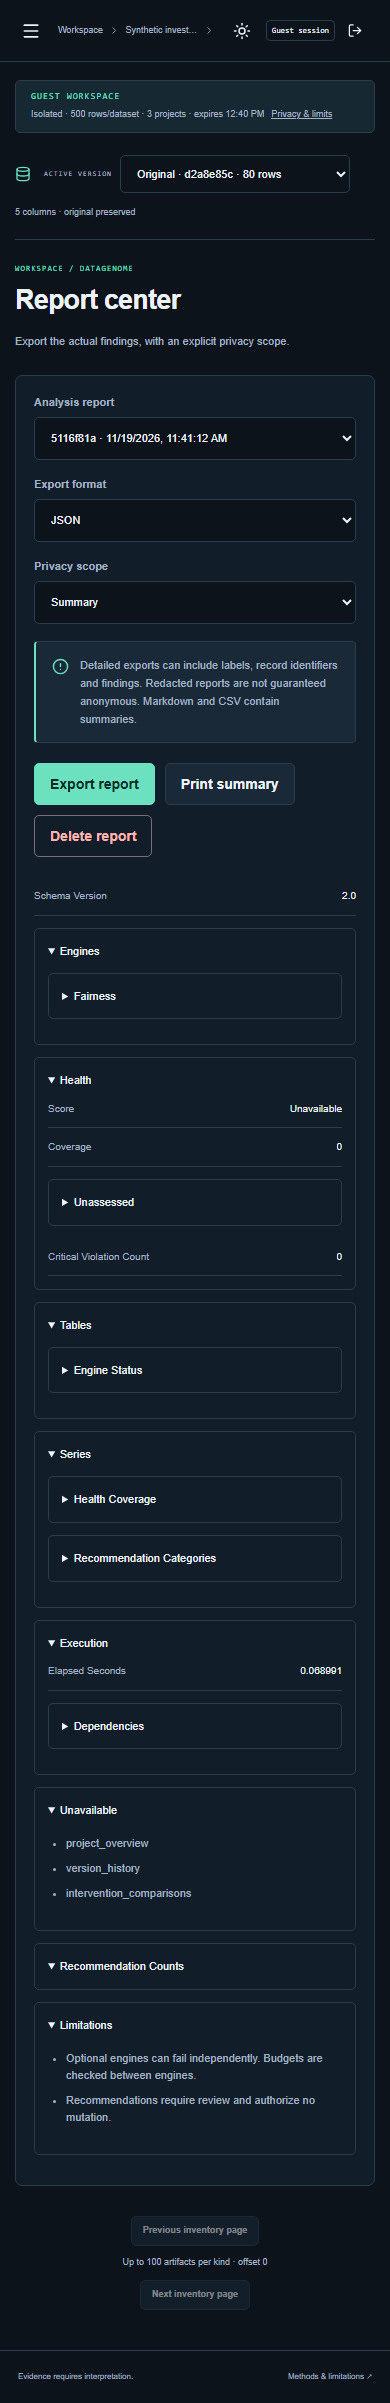 Workspace > Synthetic invest... > Guest session
GUEST WORKSPACE
Isolated · 500 rows/dataset · 3 projects · expires 12:40 PM Privacy & limits
ACTIVE VERSION Original · d2a8e85c · 80 rows
5 columns · original preserved
WORKSPACE / DATAGENOME
Report center
Export the actual findings, with an explicit privacy scope.
Analysis report
5116f81a · 11/19/2026, 11:41:12 AM
Export format
JSON
Privacy scope
Summary
Detailed exports can include labels, record identifiers
and findings. Redacted reports are not guaranteed
anonymous. Markdown and CSV contain
summaries.
Export report Print summary
Delete report
Schema Version 2.0
▼ Engines
▶ Fairness
▼ Health
Score Unavailable
Coverage 0
▶ Unassessed
Critical Violation Count 0
▼ Tables
▶ Engine Status
▼ Series
▶ Health Coverage
▶ Recommendation Categories
▼ Execution
Elapsed Seconds 0.068991
▶ Dependencies
▼ Unavailable
• project_overview
• version_history
• intervention_comparisons
▼ Recommendation Counts
▼ Limitations
• Optional engines can fail independently. Budgets are
checked between engines.
• Recommendations require review and authorize no
mutation.
Previous inventory page
Up to 100 artifacts per kind · offset 0
Next inventory page
Evidence requires interpretation. Methods & limitations ↗